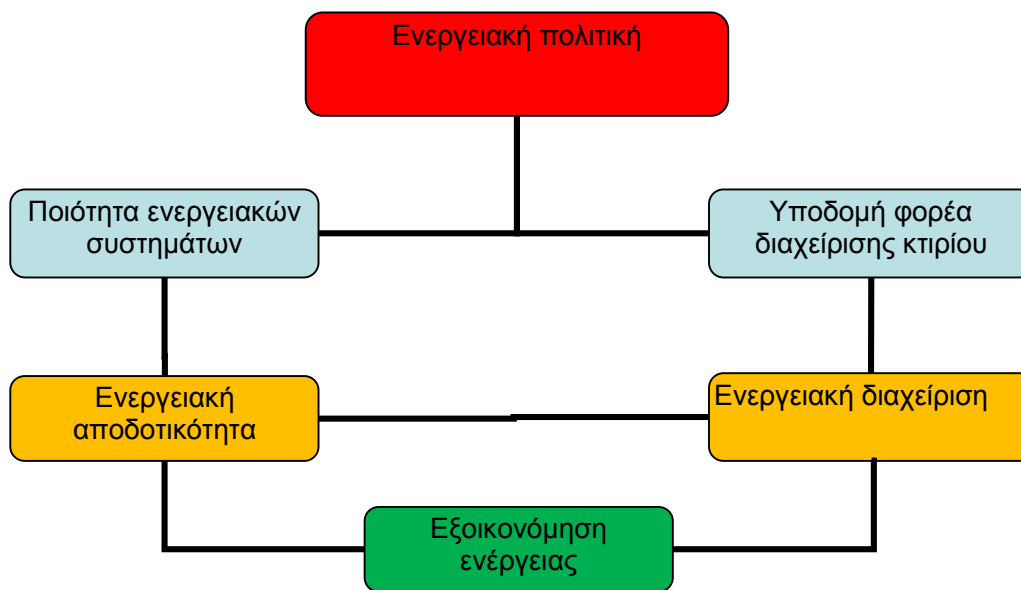 Ενεργειακή πολιτική
Ποιότητα ενεργειακών
συστημάτων
Υποδομή φορέα
διαχείρισης κτιρίου
Ενεργειακή
αποδοτικότητα
Ενεργειακή διαχείριση
Εξοικονόμηση
ενέργειας